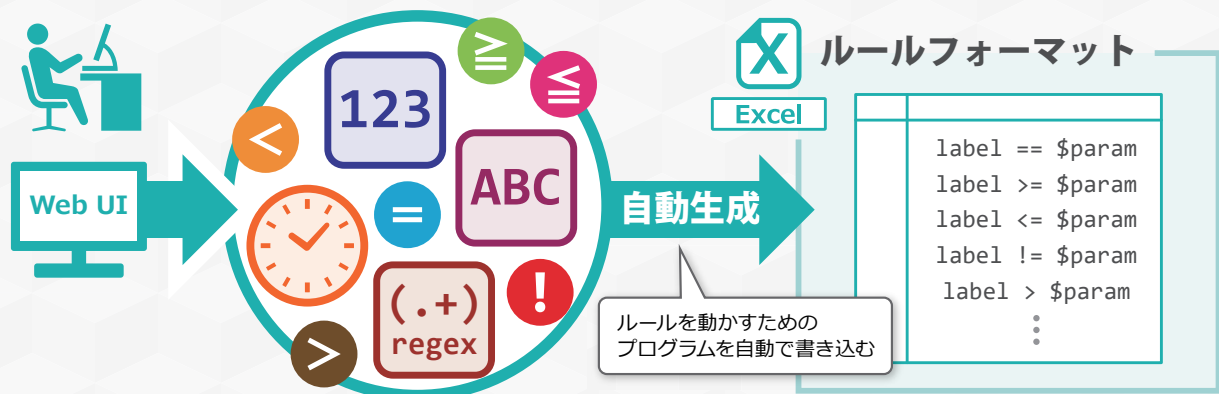 Web UI
<
123
≧
≦
ABC
=
(.+)
regex
!
>
自動生成
ルールを動かすための
プログラムを自動で書き込む
X
Excel
ルールフォーマット
label == $param
label >= $param
label <= $param
label != $param
label > $param